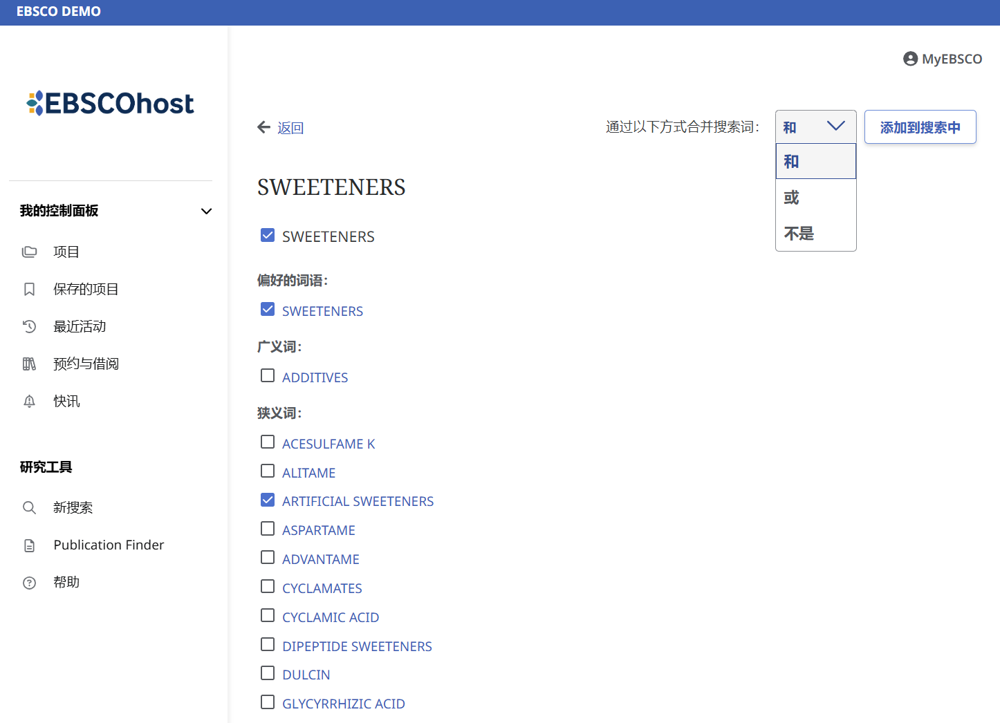 EBSCO DEMO
MyEBSCO
EBSCOhost
返回
通过以下方式合并搜索词：
和
添加到搜索中
和
或
不是
我的控制面板
项目
保存的项目
最近活动
预约与借阅
快讯
研究工具
新搜索
Publication Finder
帮助
SWEETENERS
SWEETENERS
偏好的词语：
SWEETENERS
广义词：
ADDITIVES
狭义词：
ACESULFAME K
ALITAME
ARTIFICIAL SWEETENERS
ASPARTAME
ADVANTAME
CYCLAMATES
CYCLAMIC ACID
DIPEPTIDE SWEETENERS
DULCIN
GLYCYRRHIZIC ACID